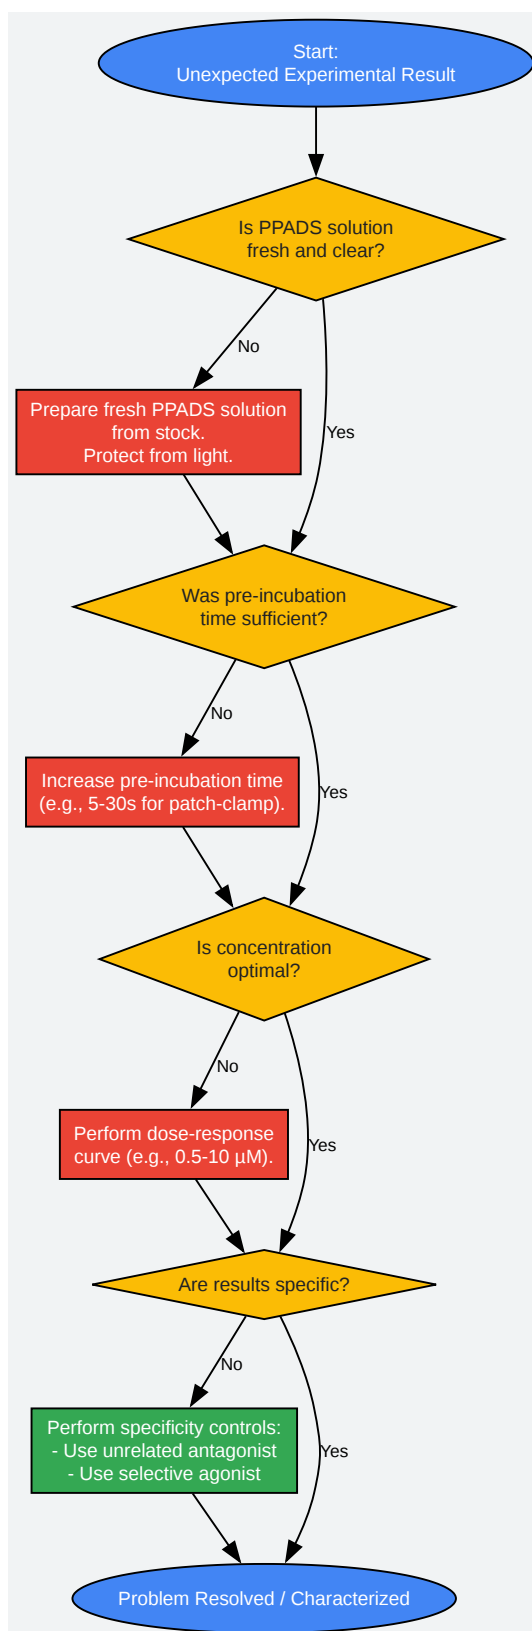 Start:
Unexpected Experimental Result
Is PPADS solution
fresh and clear?
No
Yes
Prepare fresh PPADS solution
from stock.
Protect from light.
Was pre-incubation
time sufficient?
No
Yes
Increase pre-incubation time
(e.g., 5-30s for patch-clamp).
Is concentration
optimal?
No
Yes
Perform dose-response
curve (e.g., 0.5-10 µM).
Are results specific?
No
Yes
Perform specificity controls:
- Use unrelated antagonist
- Use selective agonist
Problem Resolved / Characterized